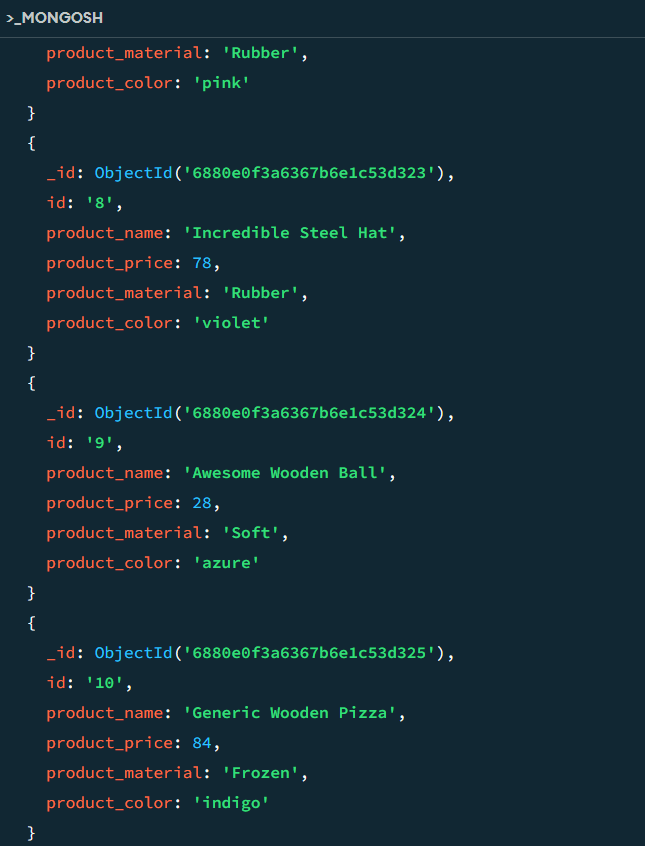 >_MONGOSH
product_material: 'Rubber',
product_color: 'pink'
}
{
_id: ObjectId('6880e0f3a6367b6e1c53d323'),
id: '8',
product_name: 'Incredible Steel Hat',
product_price: 78,
product_material: 'Rubber',
product_color: 'violet'
}
{
_id: ObjectId('6880e0f3a6367b6e1c53d324'),
id: '9',
product_name: 'Awesome Wooden Ball',
product_price: 28,
product_material: 'Soft',
product_color: 'azure'
}
{
_id: ObjectId('6880e0f3a6367b6e1c53d325'),
id: '10',
product_name: 'Generic Wooden Pizza',
product_price: 84,
product_material: 'Frozen',
product_color: 'indigo'
}